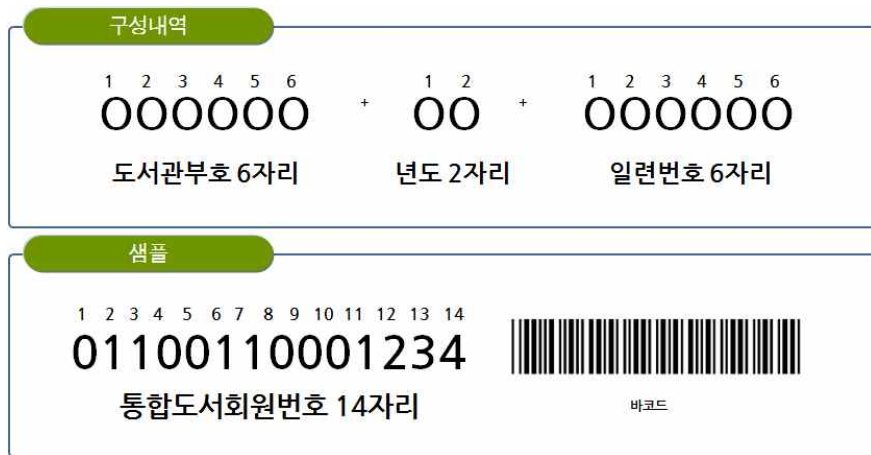 구성내역
1 2 3 4 5 6 1 2 1 2 3 4 5 6
OOOOOO + OO + OOOOOO
도서관부호 6자리 년도 2자리 일련번호 6자리
샘플
1 2 3 4 5 6 7 8 9 10 11 12 13 14
01100110001234
통합도서회원번호 14자리
바코드